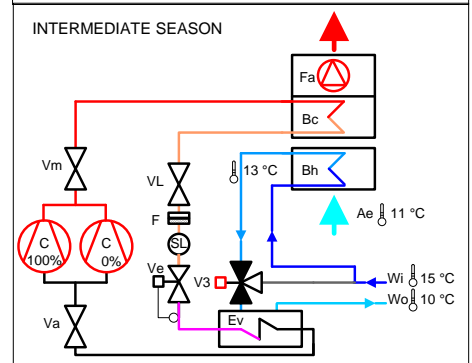 INTERMEDIATE SEASON
Fa
Bc
Vm
VL
13 °C
Bh
F
Ae 11 °C
C
100%
C
0%
SL
Ve
V3
Wi 15 °C
Wo 10 °C
Va
Ev